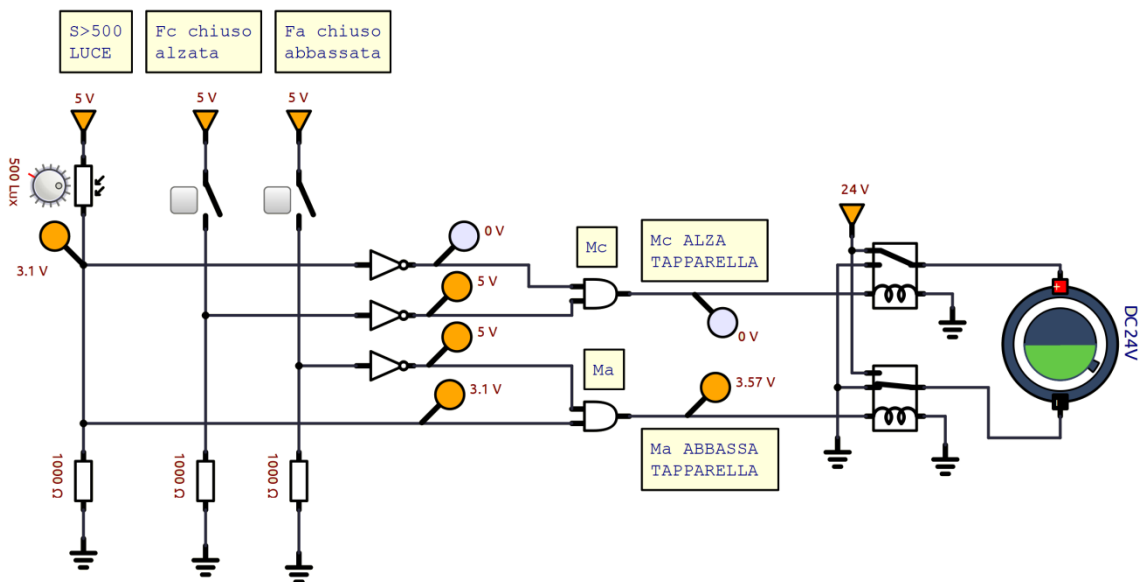 S>500
LUCE
Fc chiuso
alzata
Fa chiuso
abbassata
5 V
5 V
5 V
500 Lux
3.1 V
0 V
5 V
5 V
3.1 V
Mc
Mc ALZA
TAPPARELLA
0 V
Ma
3.57 V
Ma ABBASSA
TAPPARELLA
24 V
+
DC24V
1000 Ω
1000 Ω
1000 Ω